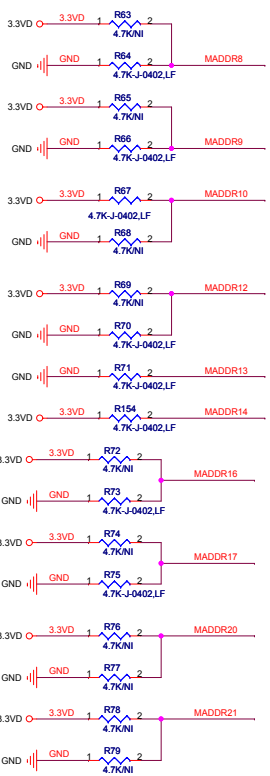 R63
3.3VD 3.3VD 1 2
4.7K/NI
R64
GND GND 1 2 MADDR8
4.7K-J-0402,LF
R65
3.3VD 3.3VD 1 2
4.7K/NI
R66
GND GND 1 2 MADDR9
4.7K-J-0402,LF
R67
3.3VD 3.3VD 1 2 MADDR10
4.7K-J-0402,LF
R68
GND GND 1 2
4.7K/NI
R69
3.3VD 3.3VD 1 2 MADDR12
4.7K/NI
R70
GND GND 1 2
4.7K-J-0402,LF
R71
GND GND 1 2 MADDR13
4.7K-J-0402,LF
R154
3.3VD 3.3VD 1 2 MADDR14
4.7K-J-0402,LF
R72
3.3VD 3.3VD 1 2
4.7K/NI
MADDR16
R73
GND GND 1 2
4.7K-J-0402,LF
R74
3.3VD 3.3VD 1 2
4.7K/NI
MADDR17
R75
GND GND 1 2
4.7K-J-0402,LF
R76
3.3VD 3.3VD 1 2 MADDR20
4.7K/NI
R77
GND GND 1 2
4.7K/NI
R78
3.3VD 3.3VD 1 2 MADDR21
4.7K/NI
R79
GND GND 1 2
4.7K/NI